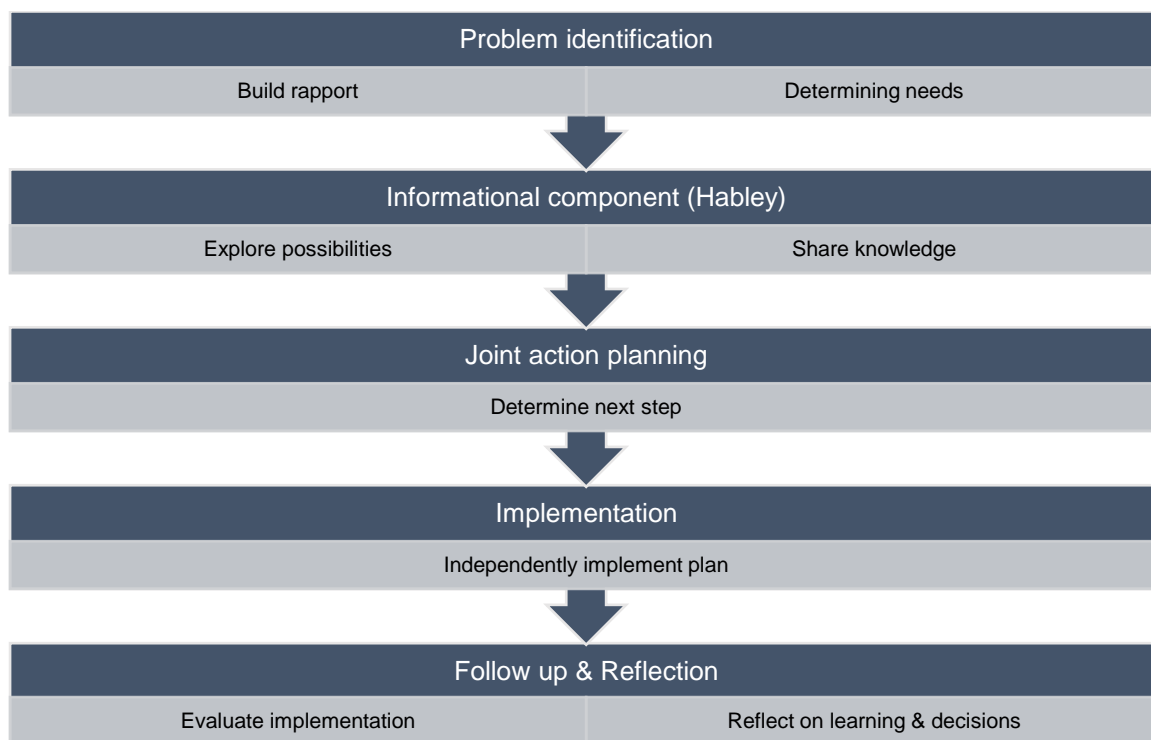 Problem identification
Build rapport
Determining needs
Informational component (Habley)
Explore possibilities
Share knowledge
Joint action planning
Determine next step
Implementation
Independently implement plan
Follow up & Reflection
Evaluate implementation
Reflect on learning & decisions